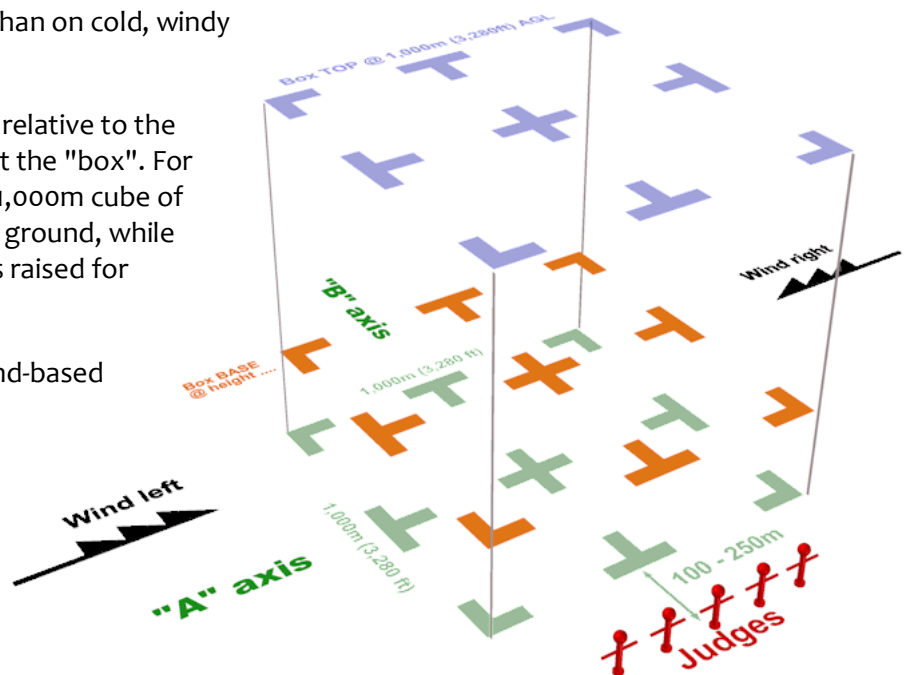 han on cold, windy
relative to the
t the "box". For
1,000m cube of
ground, while
s raised for
nd-based
Box TOP @ 1,000m (3,280ft) AGL
Wind right
"B" axis
1,000m (3,280 ft)
Box BASE
@ height ....
Wind left
1,000m (3,280 ft)
"A" axis
100 - 250m
Judges